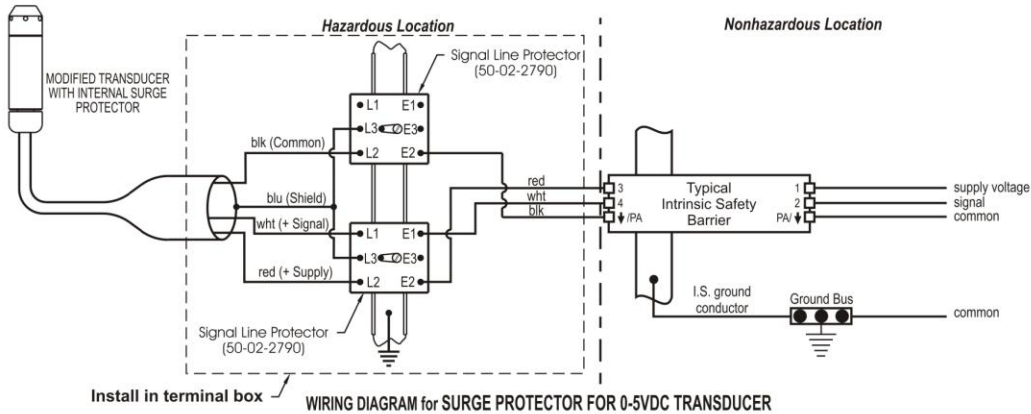 Hazardous Location
Nonhazardous Location
Signal Line Protector
(50-02-2790)
MODIFIED TRANSDUCER
WITH INTERNAL SURGE
PROTECTOR
L1 E1
L3 E3
L2 E2
blk (Common)
blu (Shield)
wht (+ Signal)
red (+ Supply)
L1 E1
L3 E3
L2 E2
red
wht
blk
3 Typical 1
4 Intrinsic Safety 2
/PA Barrier PA/
supply voltage
signal
common
I.S. ground
conductor
Ground Bus
common
Signal Line Protector
(50-02-2790)
Install in terminal box
WIRING DIAGRAM for SURGE PROTECTOR FOR 0-5VDC TRANSDUCER